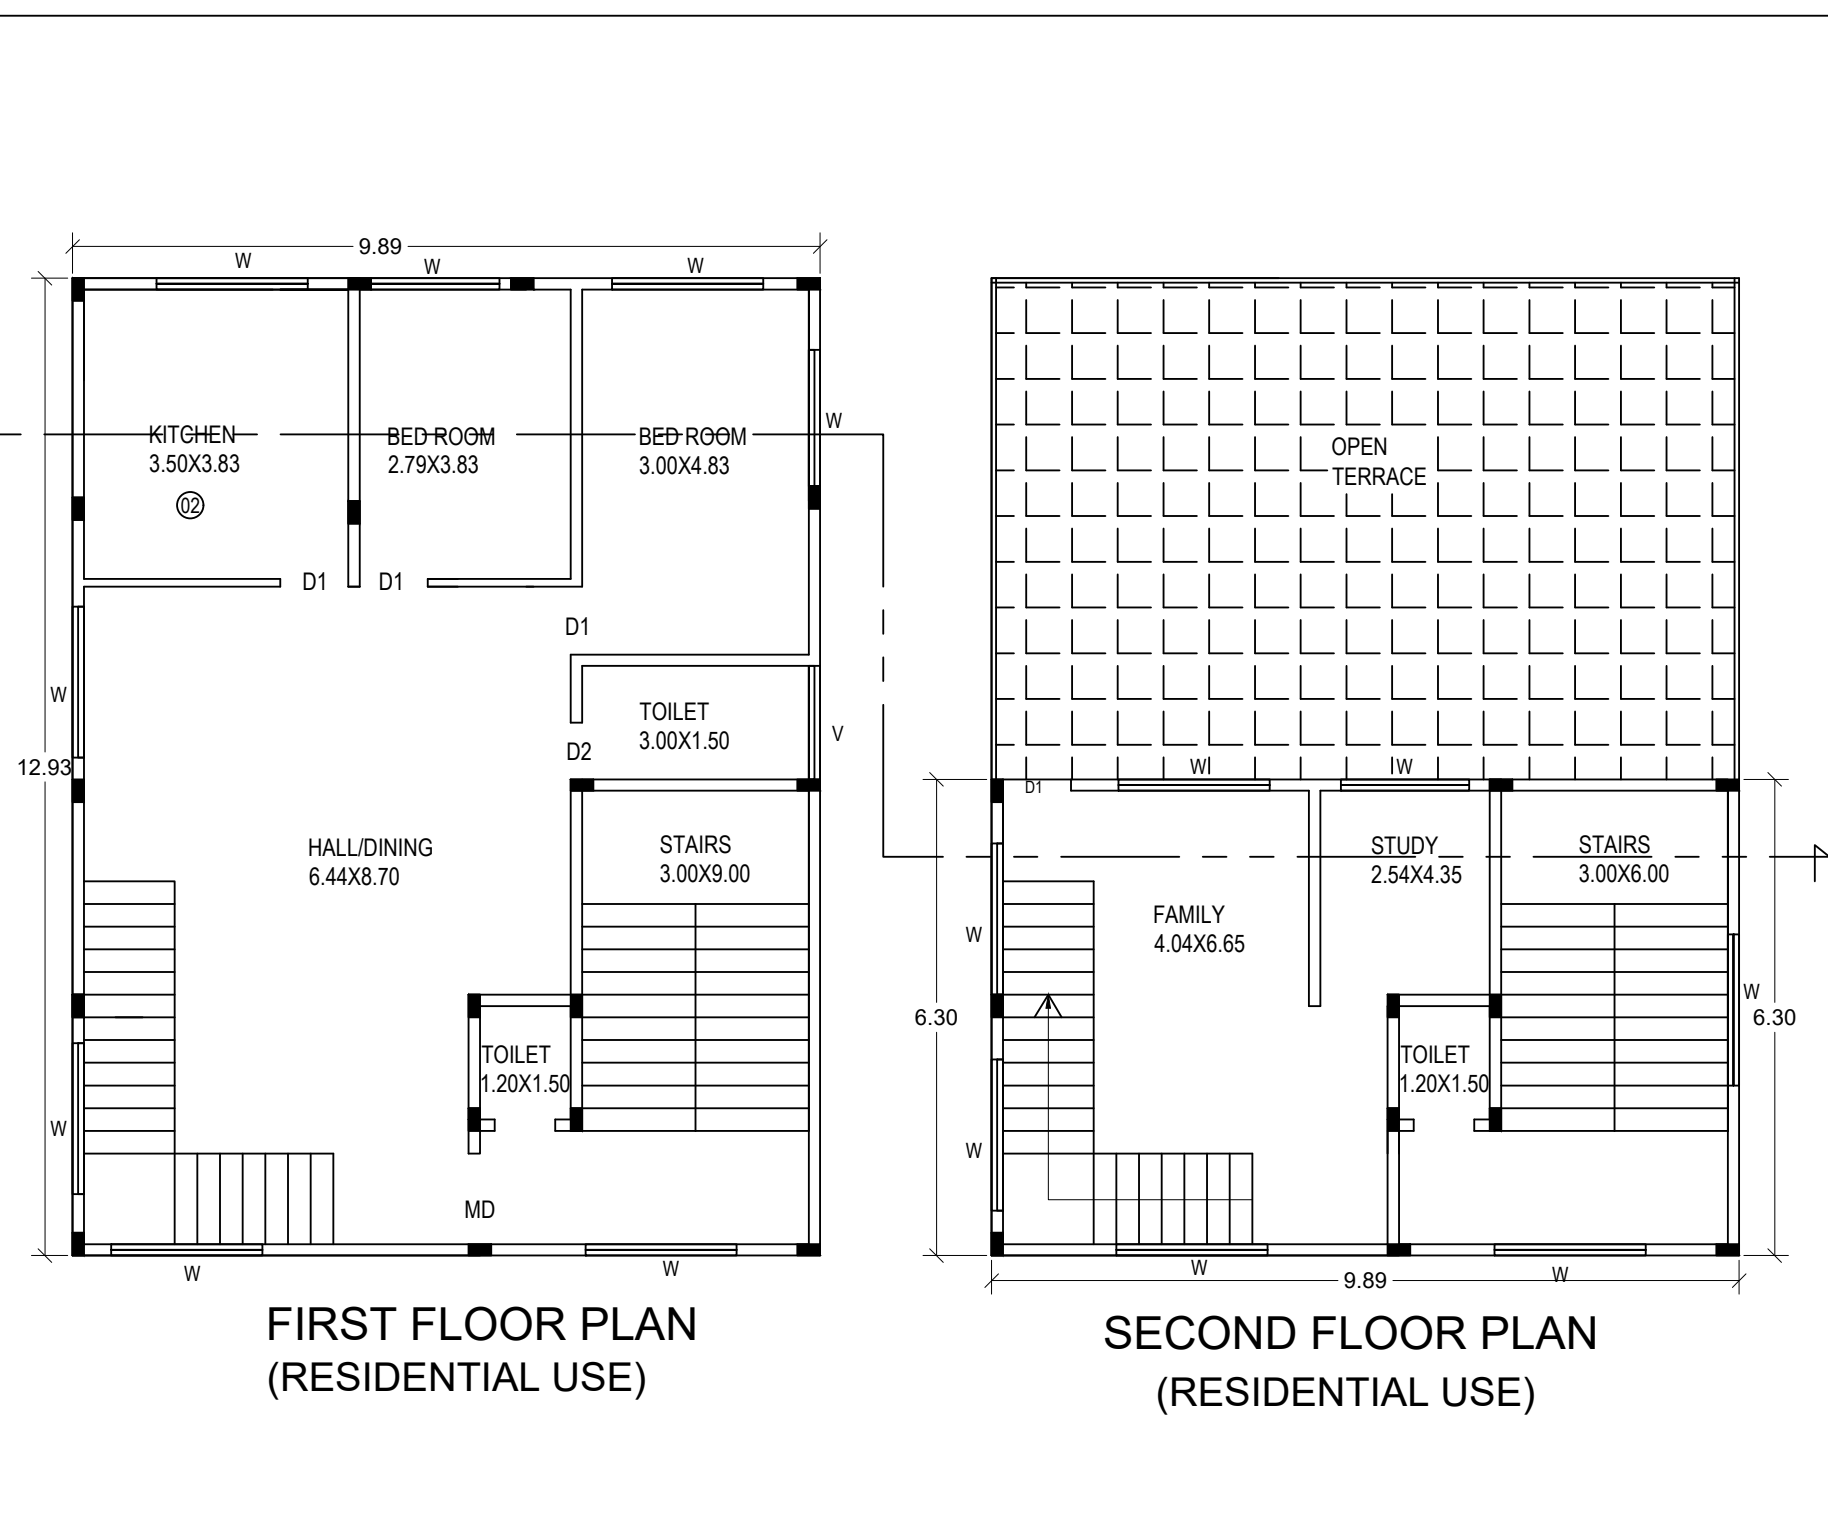 9.89
W
W
W
KITCHEN
3.50X3.83
02
BED ROOM
2.79X3.83
BED ROOM
3.00X4.83
W
D1
D1
D1
W
12.93
TOILET
3.00X1.50
D2
V
HALL/DINING
6.44X8.70
STAIRS
3.00X9.00
TOILET
1.20X1.50
W
MD
W
W
FIRST FLOOR PLAN
(RESIDENTIAL USE)
OPEN
TERRACE
D1
W
W
STUDY
2.54X4.35
STAIRS
3.00X6.00
FAMILY
4.04X6.65
W
6.30
W
6.30
TOILET
1.20X1.50
W
W
W
9.89
SECOND FLOOR PLAN
(RESIDENTIAL USE)